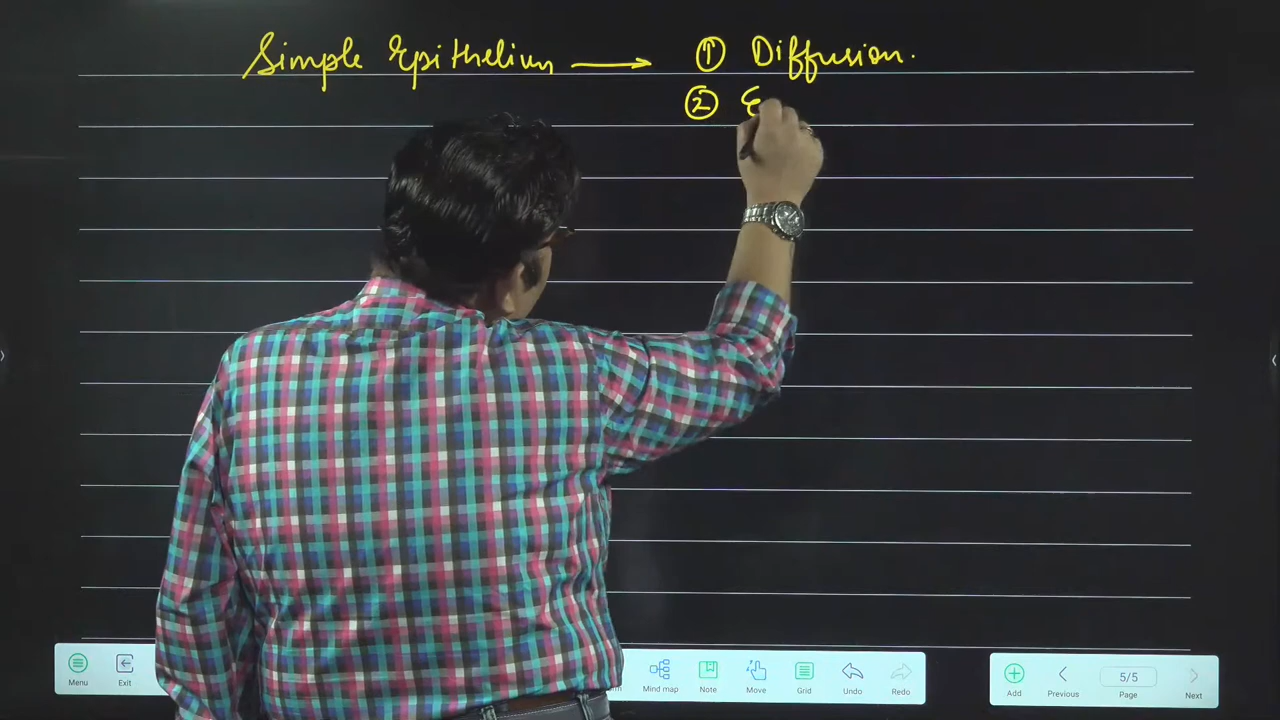 Simple Epithelium → ① Diffusion.
② E
Menu
Exit
Mind map
Note
Move
Grid
Undo
Redo
Add
Previous
5/5
Page
Next